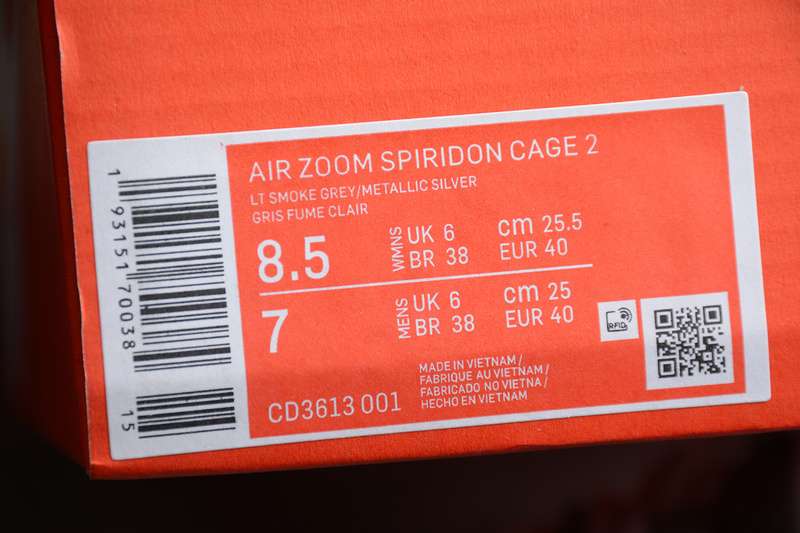 AIR ZOOM SPIRIDON CAGE 2
LT SMOKE GREY/METALLIC SILVER
GRIS FUME CLAIR
8.5 WMNS UK 6 cm 25.5
BR 38 EUR 40
7 MENS UK 6 cm 25
BR 38 EUR 40
RFID
CD3613 001
MADE IN VIETNAM/
FABRIQUE AU VIETNAM/
FABRICADO NO VIETNA/
HECHO EN VIETNAM
1 93151 70038 15